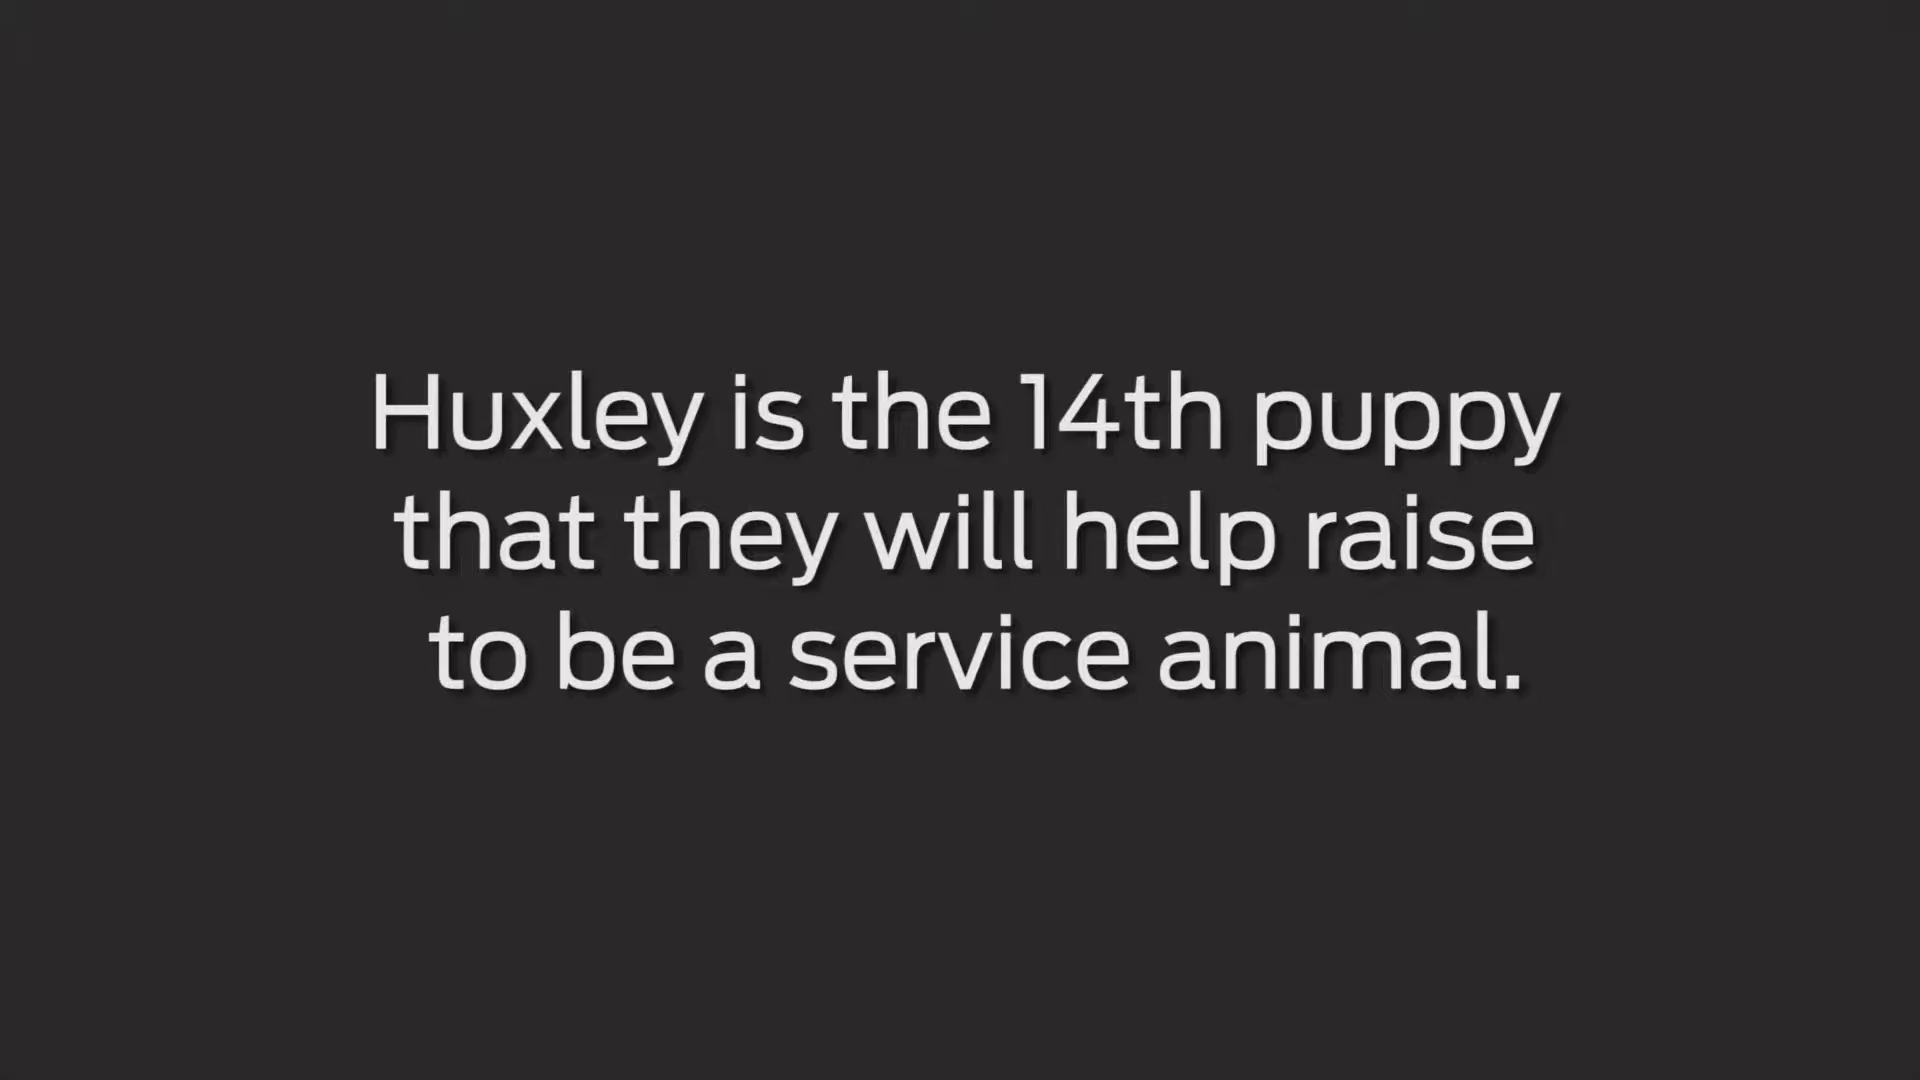 Huxley is the 14th puppy
that they will help raise
to be a service animal.